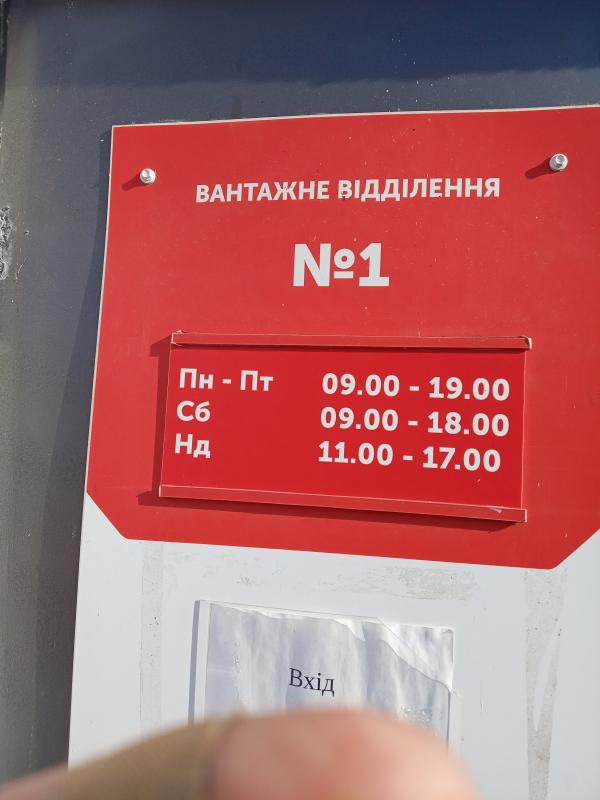 ВАНТАЖНЕ ВІДДІЛЕННЯ
№1
Пн - Пт 09.00 - 19.00
Сб 09.00 - 18.00
Нд 11.00 - 17.00
Вхід